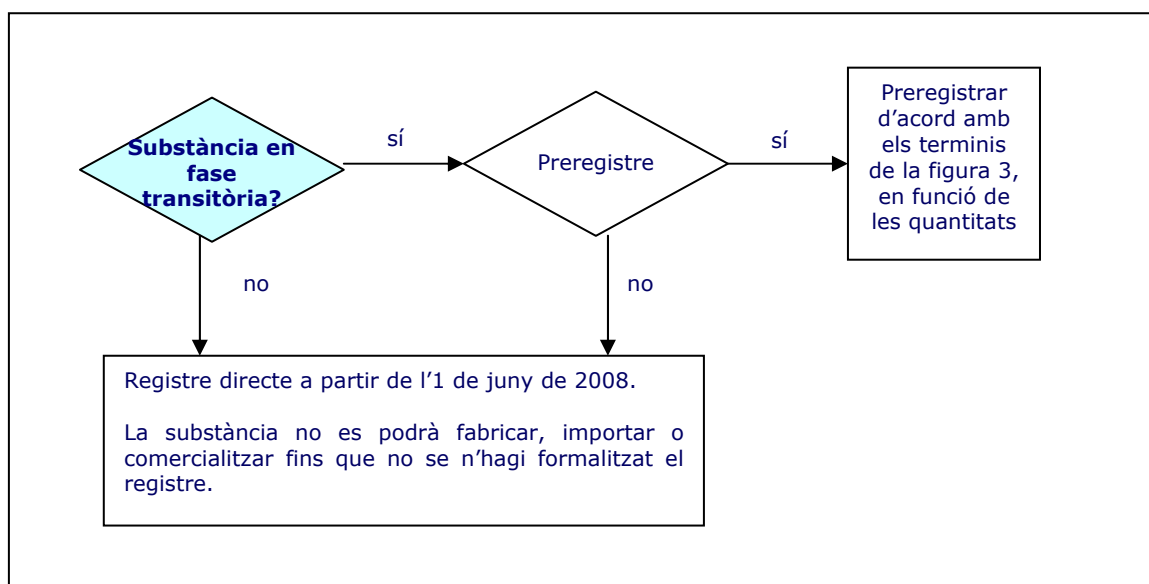 Substància en
fase
transitòria?
sí
Preregistre
sí
Preregistrar
d'acord amb
els terminis
de la figura 3,
en funció de
les quantitats
no
no
Registre directe a partir de l'1 de juny de 2008.
La substància no es podrà fabricar, importar o
comercialitzar fins que no se n'hagi formalitzat el
registre.